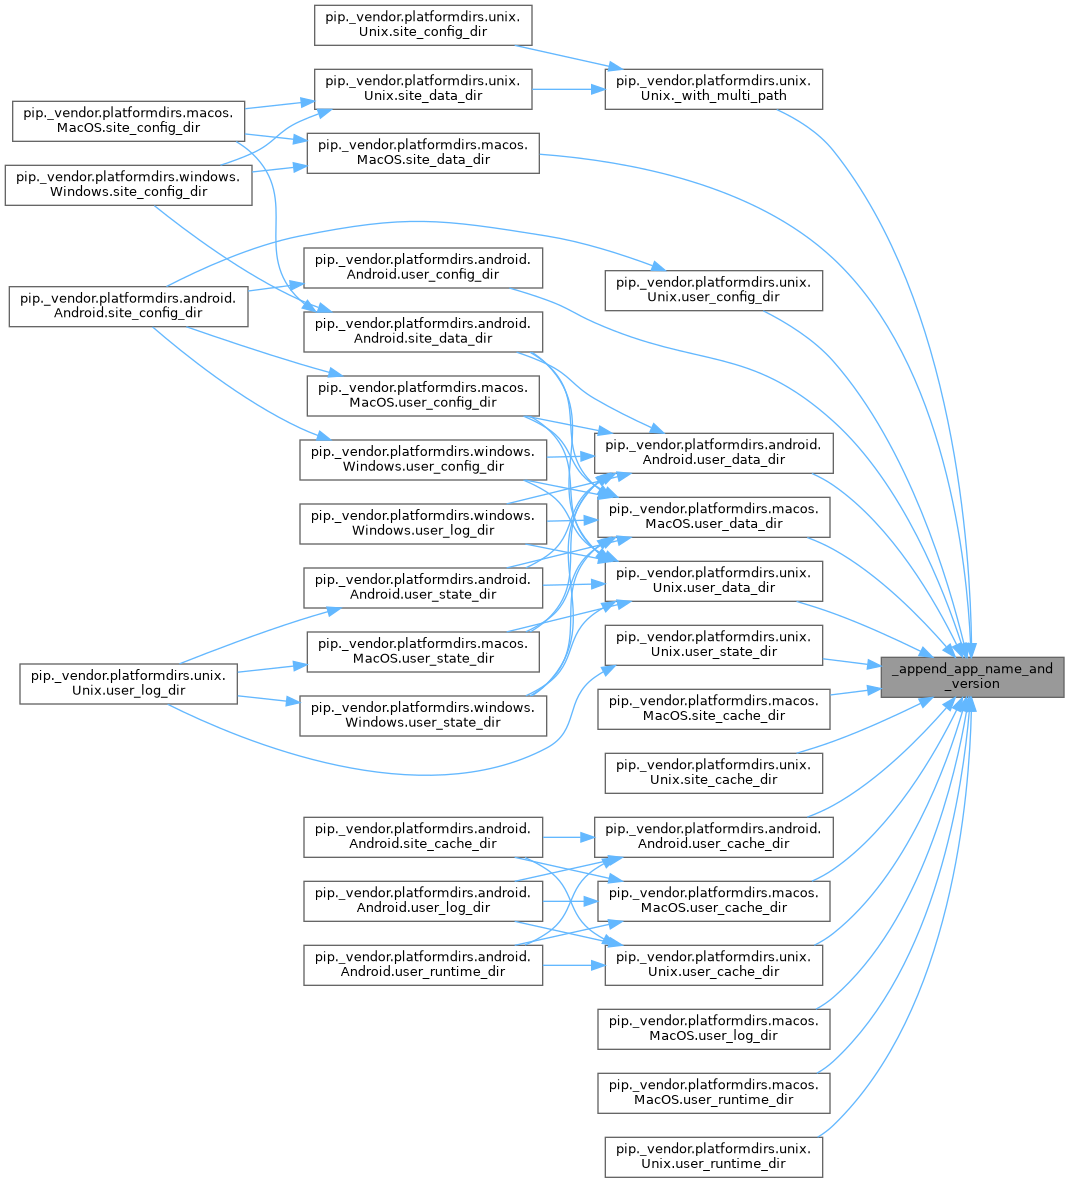 pip._vendor.platformdirs.unix.
Unix.site_config_dir
pip._vendor.platformdirs.unix.
Unix.site_data_dir
pip._vendor.platformdirs.unix.
Unix._with_multi_path
pip._vendor.platformdirs.macos.
MacOS.site_config_dir
pip._vendor.platformdirs.macos.
MacOS.site_data_dir
pip._vendor.platformdirs.windows.
Windows.site_config_dir
pip._vendor.platformdirs.android.
Android.user_config_dir
pip._vendor.platformdirs.unix.
Unix.user_config_dir
pip._vendor.platformdirs.android.
Android.site_config_dir
pip._vendor.platformdirs.android.
Android.site_data_dir
pip._vendor.platformdirs.macos.
MacOS.user_config_dir
pip._vendor.platformdirs.android.
Android.user_data_dir
pip._vendor.platformdirs.windows.
Windows.user_config_dir
pip._vendor.platformdirs.macos.
MacOS.user_data_dir
pip._vendor.platformdirs.windows.
Windows.user_log_dir
pip._vendor.platformdirs.unix.
Unix.user_data_dir
pip._vendor.platformdirs.android.
Android.user_state_dir
pip._vendor.platformdirs.unix.
Unix.user_state_dir
pip._vendor.platformdirs.macos.
MacOS.user_state_dir
_append_app_name_and
_version
pip._vendor.platformdirs.unix.
Unix.user_log_dir
pip._vendor.platformdirs.macos.
MacOS.site_cache_dir
pip._vendor.platformdirs.windows.
Windows.user_state_dir
pip._vendor.platformdirs.unix.
Unix.site_cache_dir
pip._vendor.platformdirs.android.
Android.site_cache_dir
pip._vendor.platformdirs.android.
Android.user_cache_dir
pip._vendor.platformdirs.android.
Android.user_log_dir
pip._vendor.platformdirs.macos.
MacOS.user_cache_dir
pip._vendor.platformdirs.android.
Android.user_runtime_dir
pip._vendor.platformdirs.unix.
Unix.user_cache_dir
pip._vendor.platformdirs.macos.
MacOS.user_log_dir
pip._vendor.platformdirs.macos.
MacOS.user_runtime_dir
pip._vendor.platformdirs.unix.
Unix.user_runtime_dir